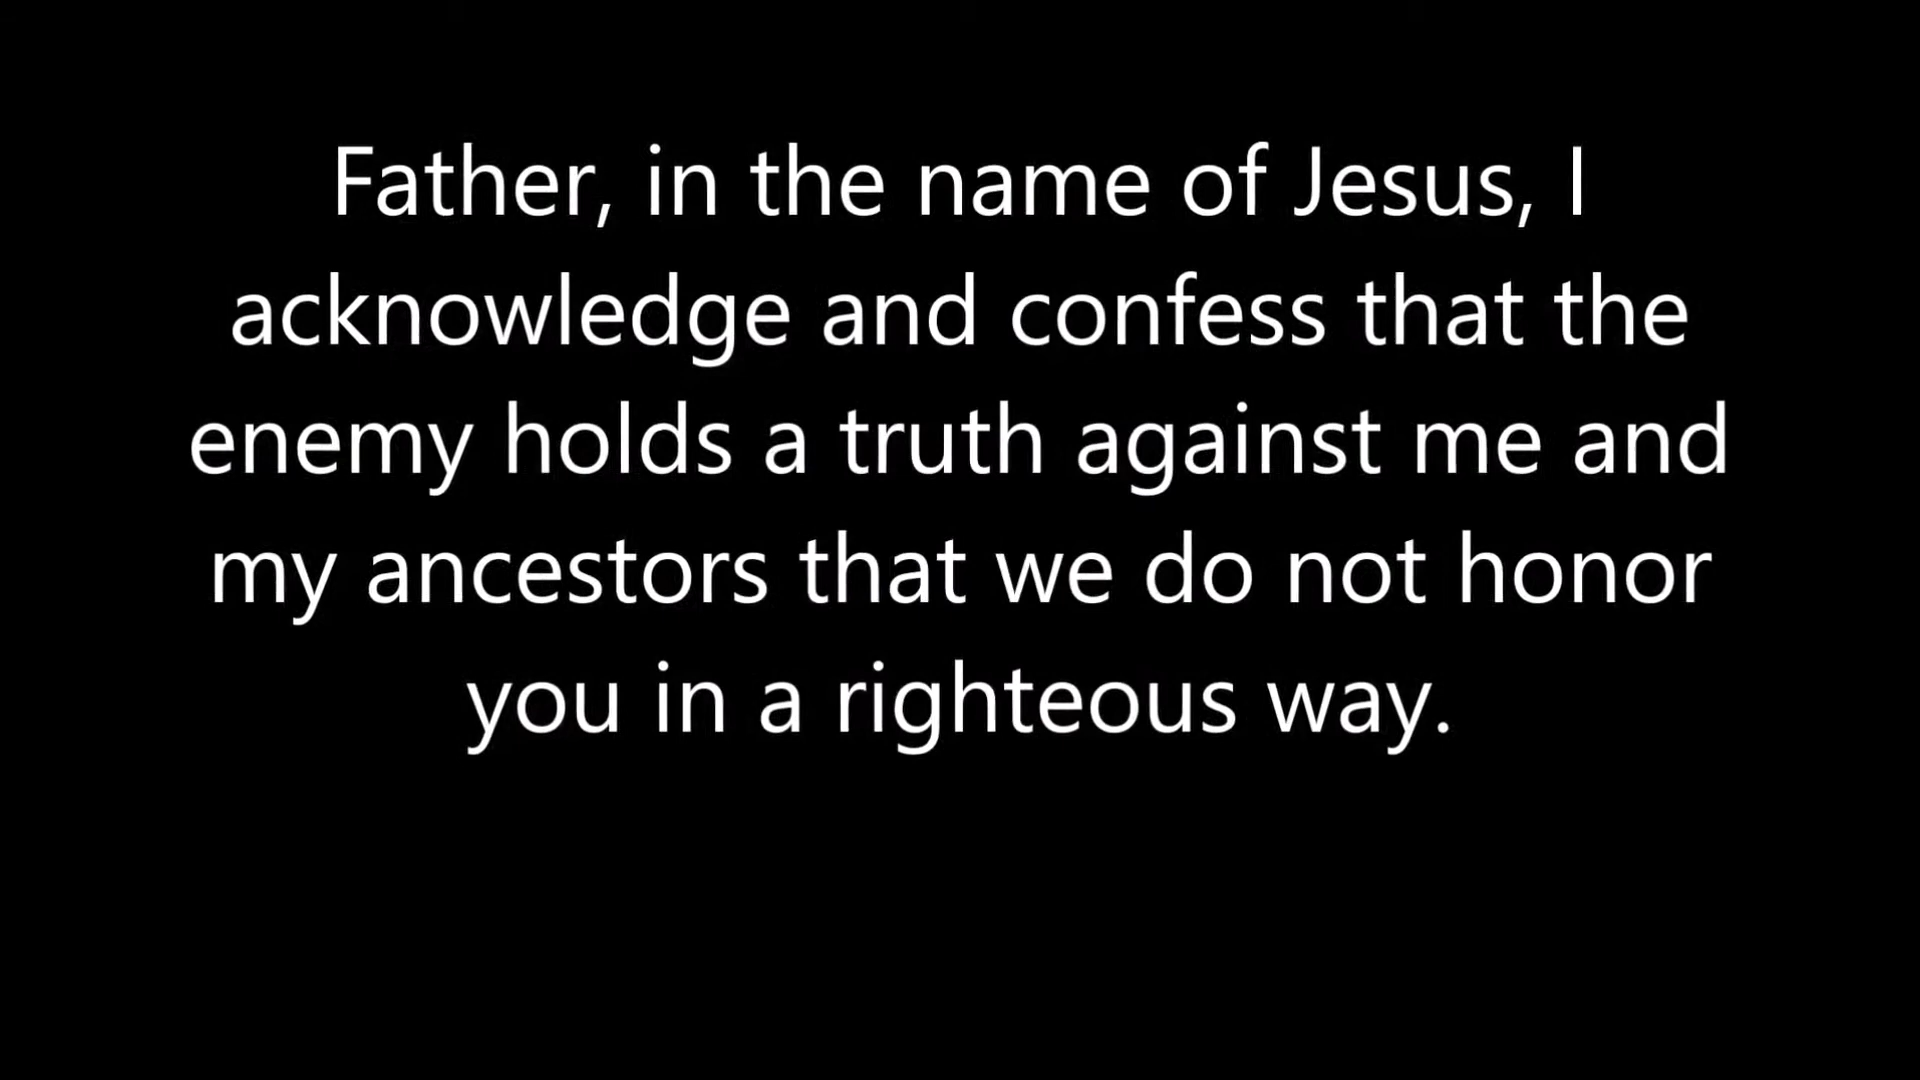 Father, in the name of Jesus, I
acknowledge and confess that the
enemy holds a truth against me and
my ancestors that we do not honor
you in a righteous way.